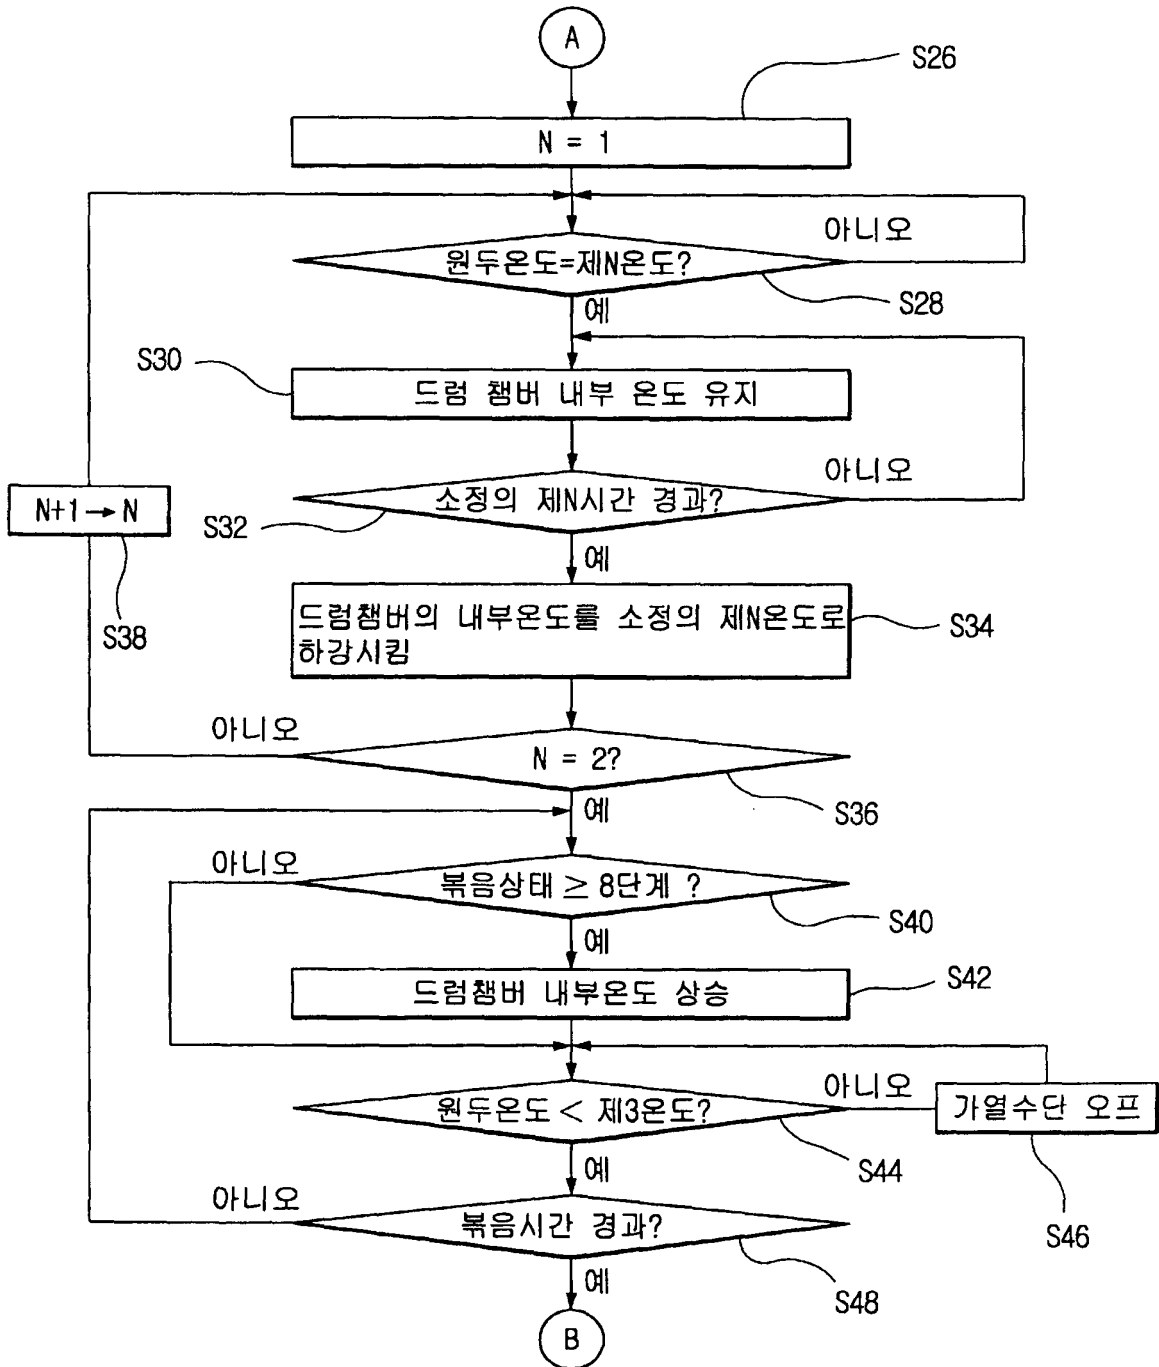 A
S26
N = 1
아니오
원두온도=제N온도?
S28
예
S30
드럼 챔버 내부 온도 유지
아니오
소정의 제N시간 경과?
N+1→N
S32
예
S38
드럼챔버의 내부온도를 소정의 제N온도로
하강시킴
S34
아니오
N = 2?
S36
예
아니오
볶음상태 ≥ 8단계 ?
S40
예
드럼챔버 내부온도 상승
S42
아니오
원두온도 < 제3온도?
가열수단 오프
S44
예
아니오
볶음시간 경과?
S46
S48
예
B